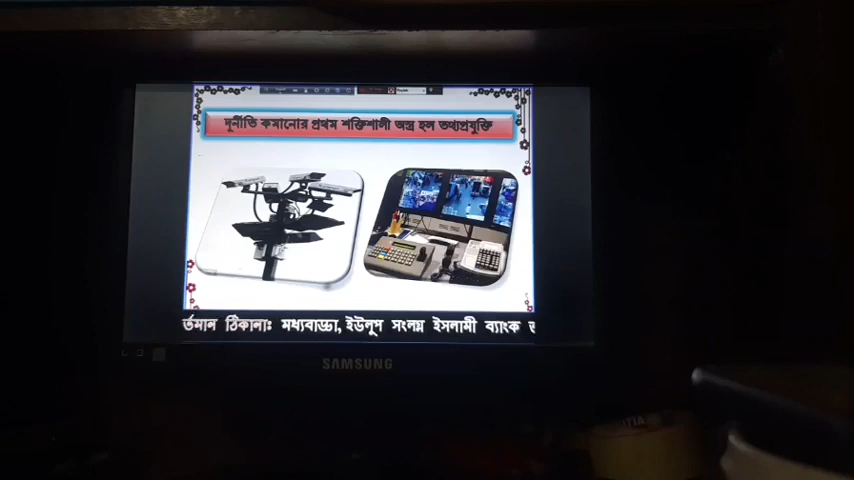 দুর্নীতি কমানোর প্রথম শক্তিশালী অস্ত্র হল তথ্যপ্রযুক্তি
র্তমান ঠিকানাঃ মধ্যবাড্ডা, ইউলুপ সংলগ্ন ইসলামী ব্যাংক
SAMSUNG